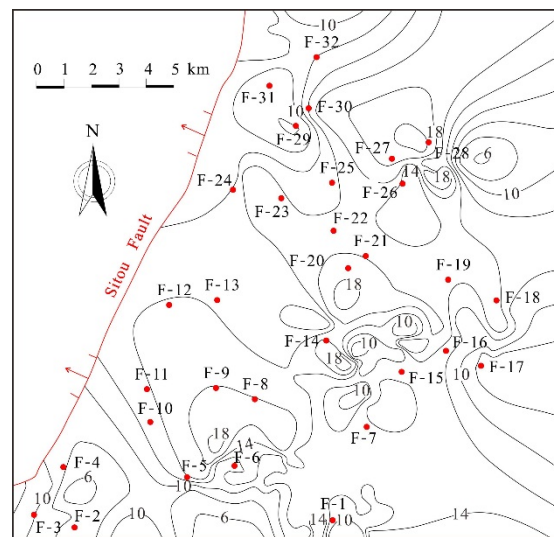 10
F-32
0 1 2 3 4 5 km
F-31
10
F-30
F-29
N
18
F-27
F-28
6
14
F-25
F-26
18
F-24
10
F-23
F-22
F-21
Sitou Fault
F-20
F-19
18
F-12
F-13
F-18
10
F-14
10
F-16
18
F-17
F-15
10
F-11
F-9
F-8
10
F-10
F-7
18
14
F-4
F-5
F-6
6
10
10
F-3
F-2
10
6
F-1
14
10
14